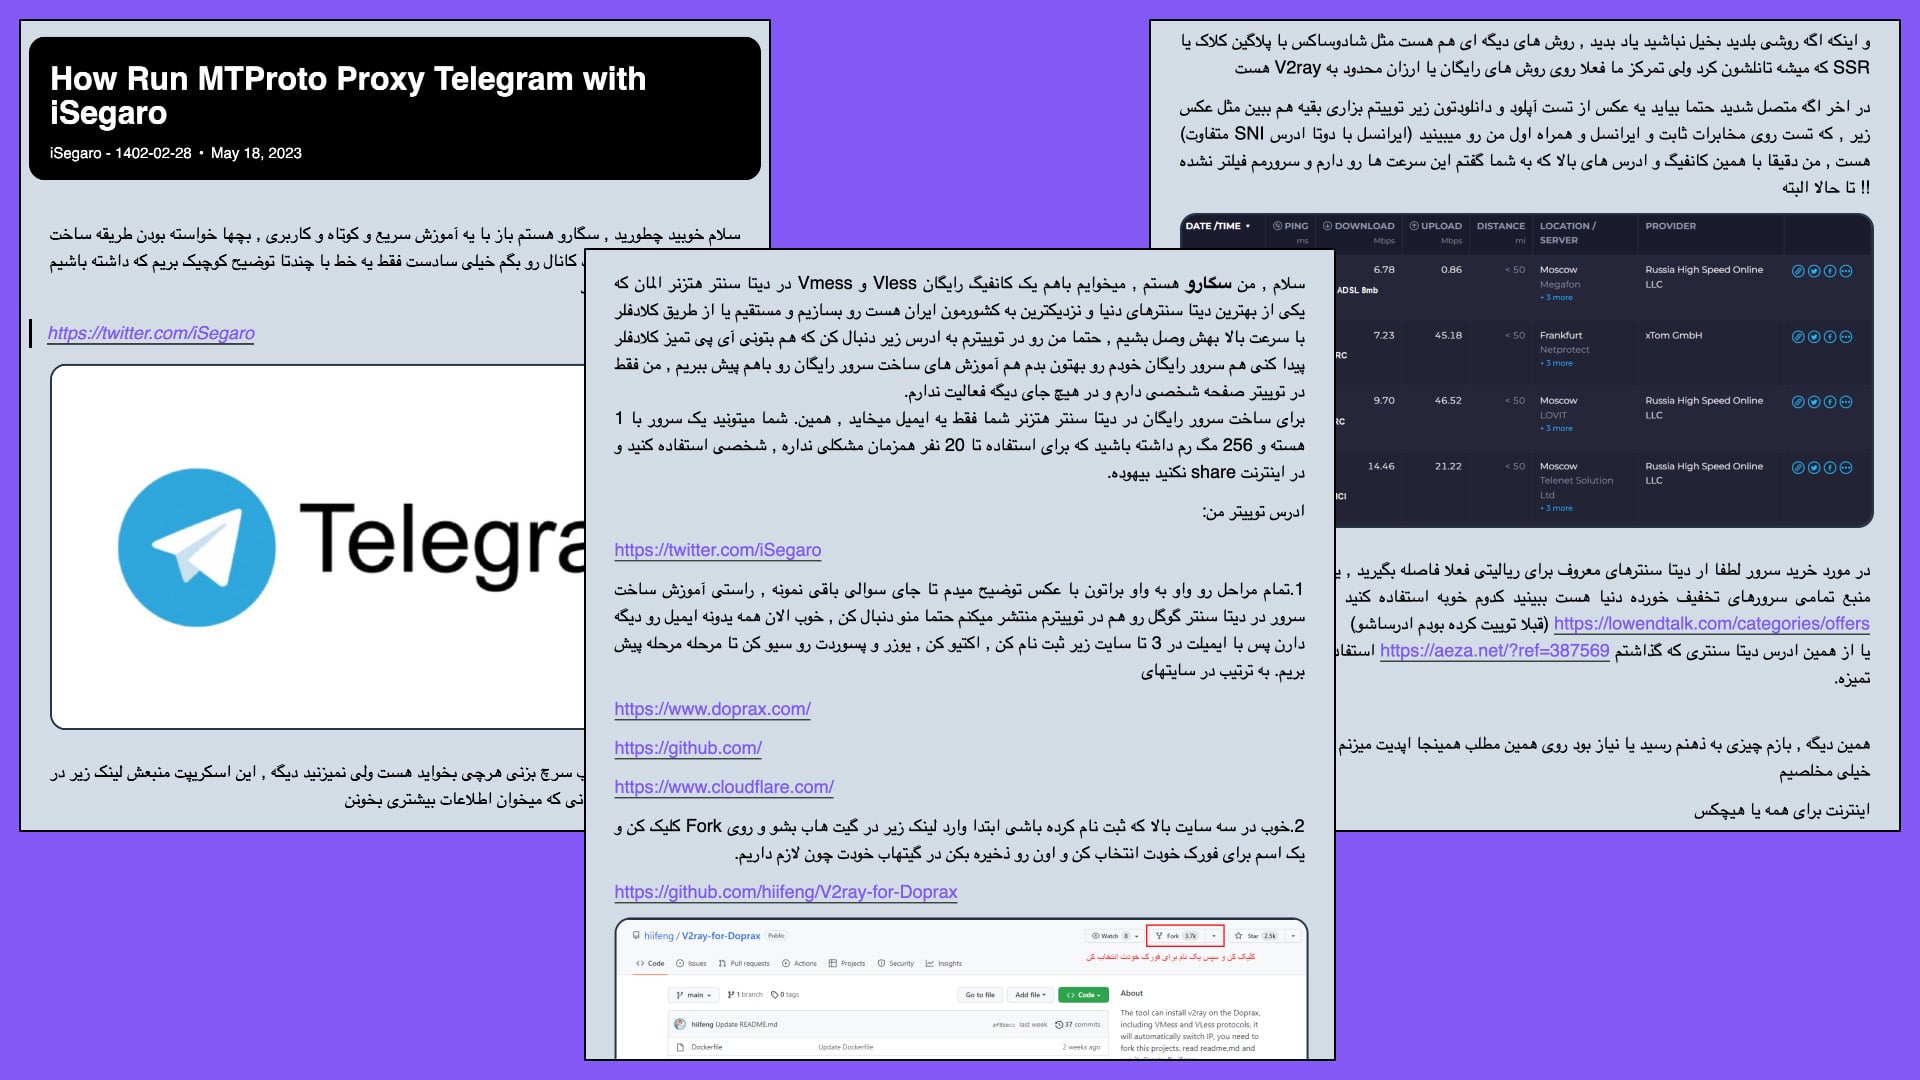 How Run MTProto Proxy Telegram with
iSegaro
iSegaro - 1402-02-28 • May 18, 2023
سلام خوبید چطورید , سگارو هستم باز با یه آموزش سریع و کوتاه و کاربری , بچها خواسته بودن طریقه ساخت
کانال رو بگم خیلی سادست فقط یه خط با چندتا توضیح کوچیک بریم که داشته باشیم
https://twitter.com/iSegaro
Telegra
سرچ بزنی هرچی بخواید هست ولی نمیزنید دیگه , این اسکریپت منبعش لینک زیر در
که میخوان اطلاعات بیشتری بخونن
سلام , من سگارو هستم , میخوایم باهم یک کانفیگ رایگان Vless و Vmess در دیتا سنتر هتزنر المان که
یکی از بهترین دیتا سنترهای دنیا و نزدیکترین به کشورمون ایران هست رو بسازیم و مستقیم یا از طریق کلادفلر
با سرعت بالا بهش وصل بشیم , حتما من رو در توییترم به ادرس زیر دنبال کن که هم بتونی آی پی تمیز کلادفلر
پیدا کنی هم سرور رایگان خودم رو بهتون بدم هم آموزش های ساخت سرور رایگان رو باهم پیش ببریم , من فقط
در توییتر صفحه شخصی دارم و در هیچ جای دیگه فعالیت ندارم.
برای ساخت سرور رایگان در دیتا سنتر هتزنر شما فقط یه ایمیل میخاید , همین. شما میتونید یک سرور با 1
هسته و 256 مگ رم داشته باشید که برای استفاده تا 20 نفر همزمان مشکلی نداره , شخصی استفاده کنید و
در اینترنت share نکنید بیهوده.
ادرس توییتر من:
https://twitter.com/iSegaro
1.تمام مراحل رو واو به واو براتون با عکس توضیح میدم تا جای سوالی باقی نمونه , راستی آموزش ساخت
سرور در دیتا سنتر گوگل رو هم در توییترم منتشر میکنم حتما منو دنبال کن , خوب الان همه یدونه ایمیل رو دیگه
دارن پس با ایمیلت در 3 تا سایت زیر ثبت نام کن , اکتیو کن , یوزر و پسوردت رو سیو کن تا مرحله مرحله پیش
بریم. به ترتیب در سایتهای
https://www.doprax.com/
https://github.com/
https://www.cloudflare.com/
2.خوب در سه سایت بالا که ثبت نام کرده باشی ابتدا وارد لینک زیر در گیت هاب بشو و روی Fork کلیک کن و
یک اسم برای فورک خودت انتخاب کن و اون رو ذخیره بکن در گیتهاب خودت چون لازم داریم.
https://github.com/hiifeng/V2ray-for-Doprax
hiifeng / V2ray-for-Doprax Public Watch 8 Fork 3.7k Star 2.5k
کلیک کن و سپس یک نام برای فورک خودت انتخاب کن
Code Issues Pull requests Actions Projects Security Insights
main 1 branch 0 tags Go to file Add file Code About
hiifeng Update README.md last week 37 commits
Dockerfile Update Dockerfile 2 weeks ago
The tool can install v2ray on the Doprax,
including VMess and VLess protocols, it
will automatically switch IP, you need to
fork this projects, read readme.md and
و اینکه اگه روشی بلدید بخیل نباشید یاد بدید , روش های دیگه ای هم هست مثل شادوساکس با پلاگین کلاک یا
SSR که میشه تانلشون کرد ولی تمرکز ما فعلا روی روش های رایگان یا ارزان محدود به V2ray هست
در اخر اگه متصل شدید حتما بیاید یه عکس از تست آپلود و دانلودتون زیر توییتم بزاری بقیه هم ببین مثل عکس
زیر , که تست روی مخابرات ثابت و ایرانسل و همراه اول من رو میبینید (ایرانسل با دوتا ادرس SNI متفاوت)
هست , من دقیقا با همین کانفیگ و ادرس های بالا که به شما گفتم این سرعت ها رو دارم و سرورمم فیلتر نشده
!! تا حالا البته
DATE /TIME PING ms DOWNLOAD Mbps UPLOAD Mbps DISTANCE mi LOCATION / SERVER PROVIDER
6.78 0.86 < 50 Moscow Russia High Speed Online
Megafon LLC
ADSL 8mb + 3 more
7.23 45.18 < 50 Frankfurt xTom GmbH
Netprotect
RC + 3 more
9.70 46.52 < 50 Moscow Russia High Speed Online
LOVIT LLC
RC + 3 more
14.46 21.22 < 50 Moscow Russia High Speed Online
Telenet Solution LLC
Ltd
+ 3 more
در مورد خرید سرور لطفا ار دیتا سنترهای معروف برای ریالیتی فعلا فاصله بگیرید ,
منبع تمامی سرورهای تخفیف خورده دنیا هست ببینید کدوم خوبه استفاده کنید
https://lowendtalk.com/categories/offers (قبلا توییت کرده بودم ادرساشو)
یا از همین ادرس دیتا سنتری که گذاشتم https://aeza.net/?ref=387569
تمیزه.
همین دیگه , بازم چیزی به ذهنم رسید یا نیاز بود روی همین مطلب همینجا اپدیت میزنم
خیلی مخلصیم
اینترنت برای همه یا هیچکس